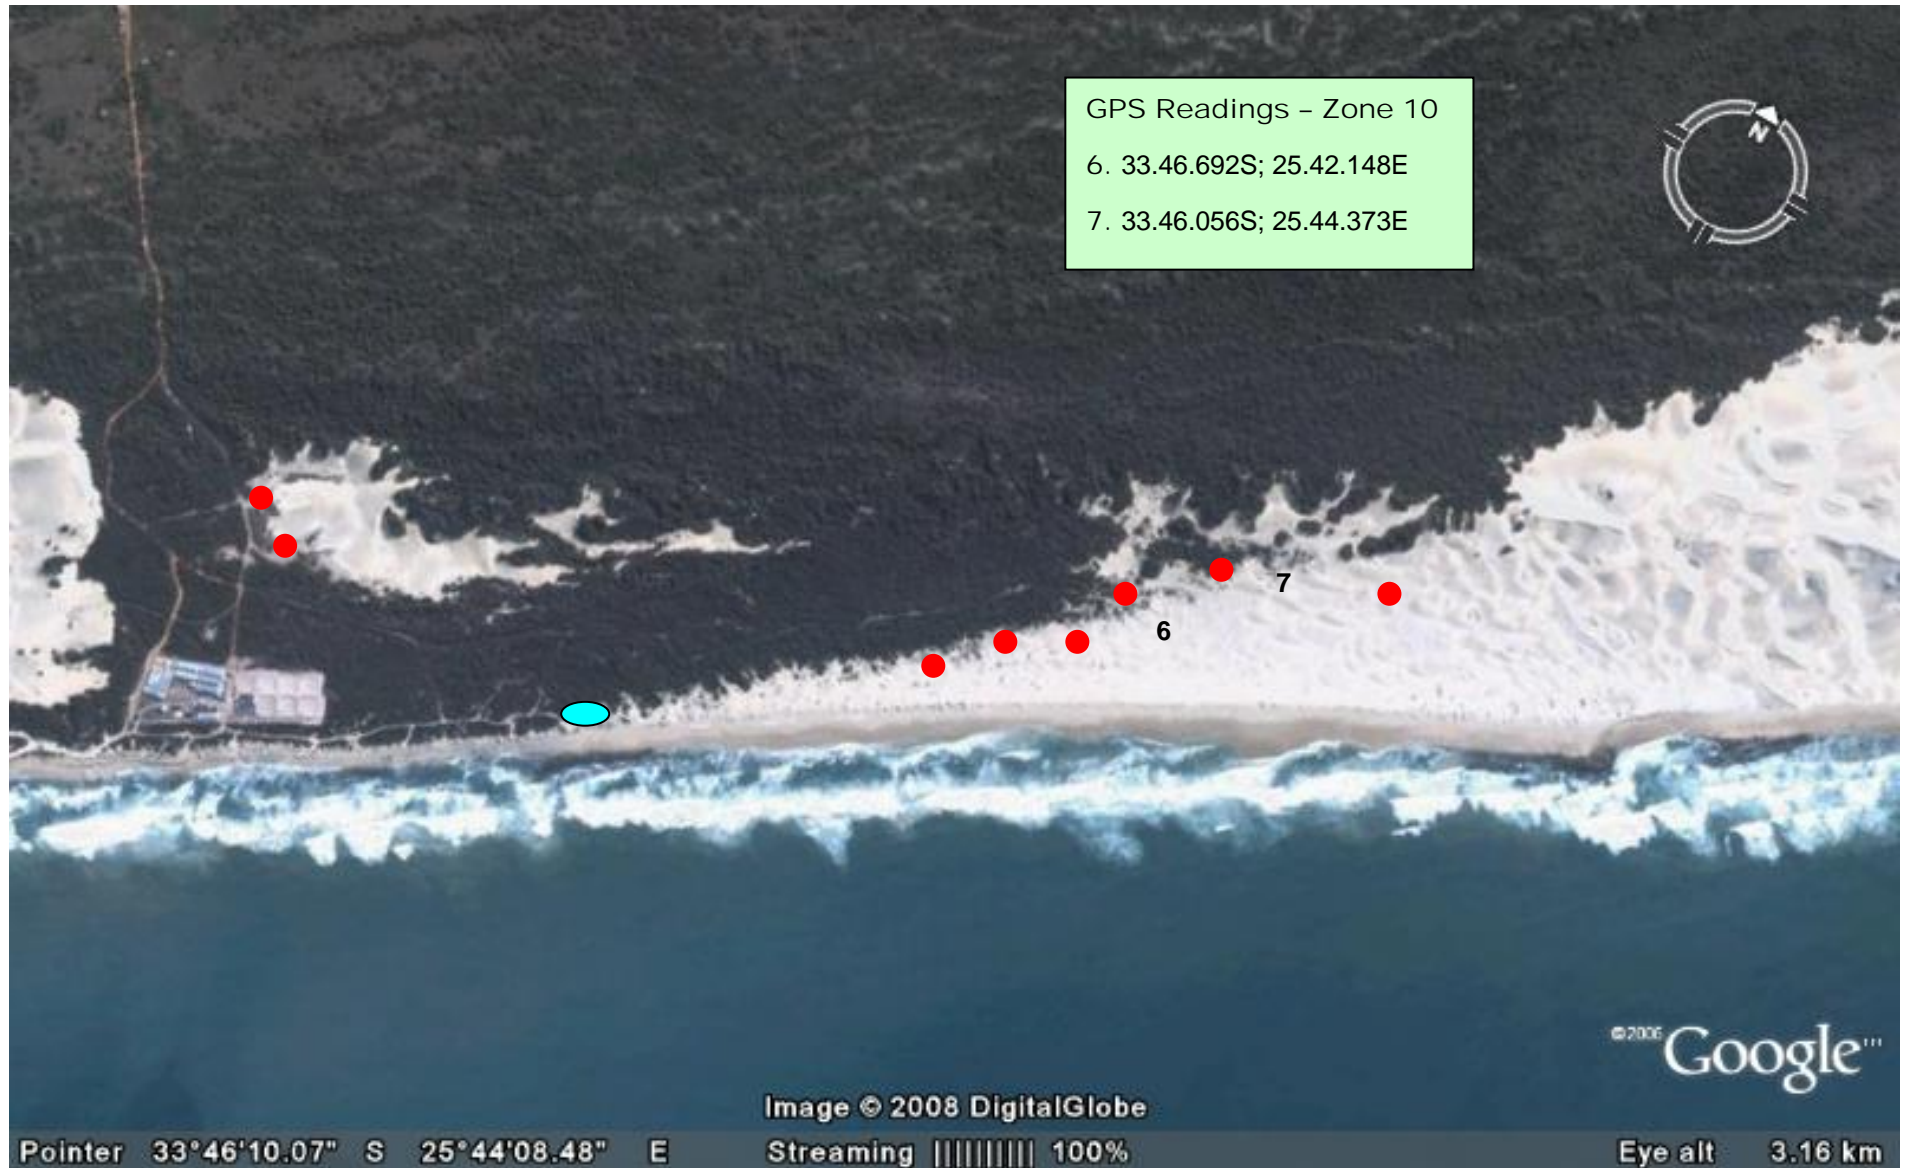 GPS Readings – Zone 10
6. 33.46.692S; 25.42.148E
7. 33.46.056S; 25.44.373E
N
7
6
©2006 Google™
Image © 2008 DigitalGlobe
Pointer 33°46'10.07" S 25°44'08.48" E Streaming |||||||||| 100% Eye alt 3.16 km